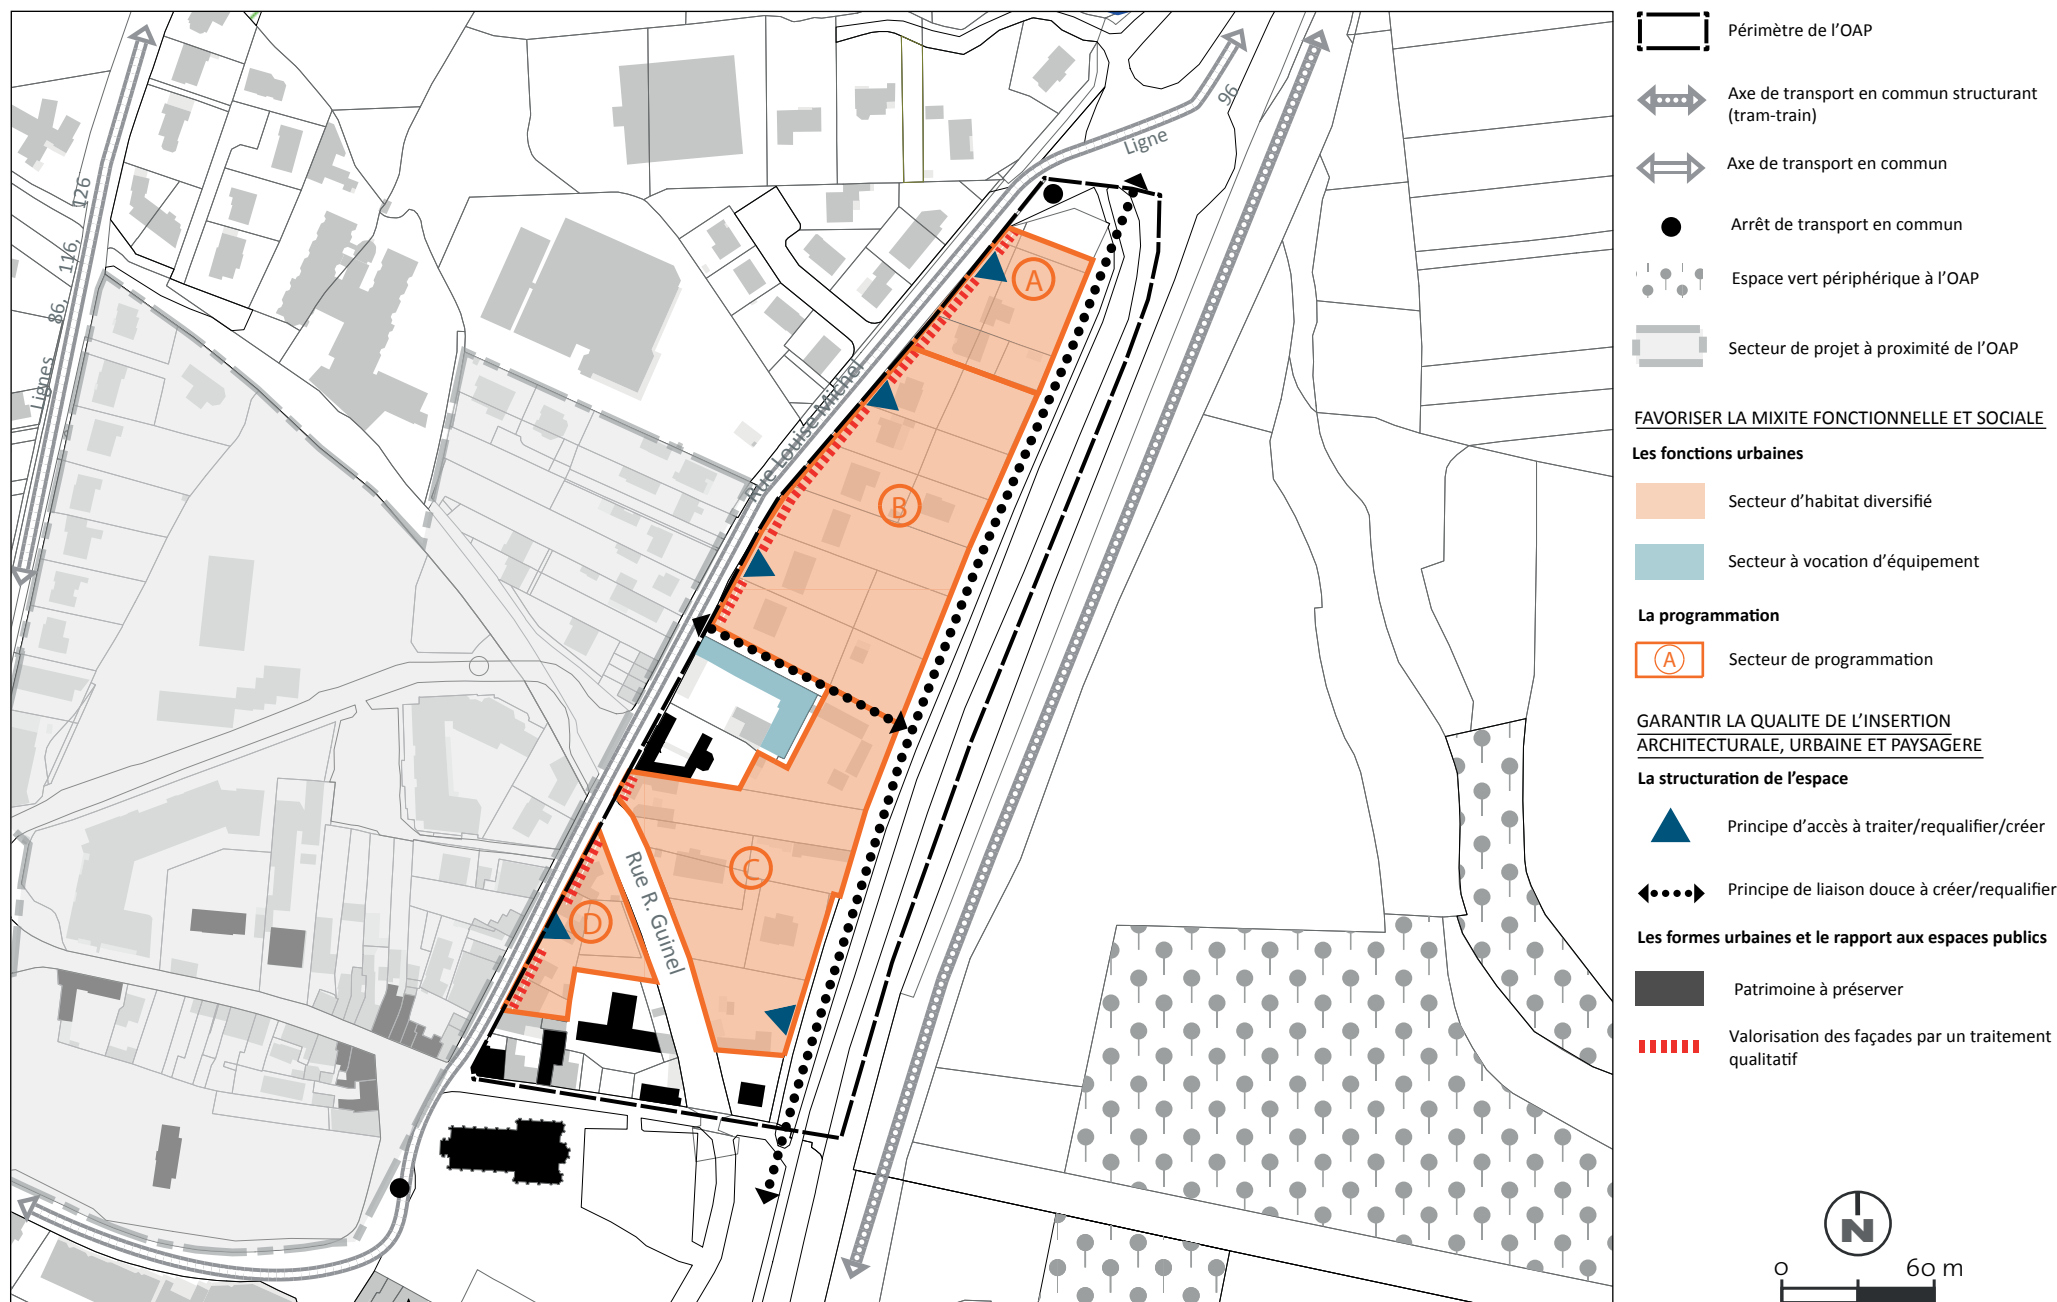 Lignes 86, 116, 126
Ligne 96
Rue Louise Michel
A
B
C
D
Rue R. Guinel
Périmètre de l’OAP
Axe de transport en commun structurant
(tram-train)
Axe de transport en commun
Arrêt de transport en commun
Espace vert périphérique à l’OAP
Secteur de projet à proximité de l’OAP
FAVORISER LA MIXITE FONCTIONNELLE ET SOCIALE
Les fonctions urbaines
Secteur d’habitat diversifié
Secteur à vocation d’équipement
La programmation
A
Secteur de programmation
GARANTIR LA QUALITE DE L’INSERTION
ARCHITECTURALE, URBAINE ET PAYSAGERE
La structuration de l’espace
Principe d’accès à traiter/requalifier/créer
Principe de liaison douce à créer/requalifier
Les formes urbaines et le rapport aux espaces publics
Patrimoine à préserver
Valorisation des façades par un traitement
qualitatif
N
0 60 m